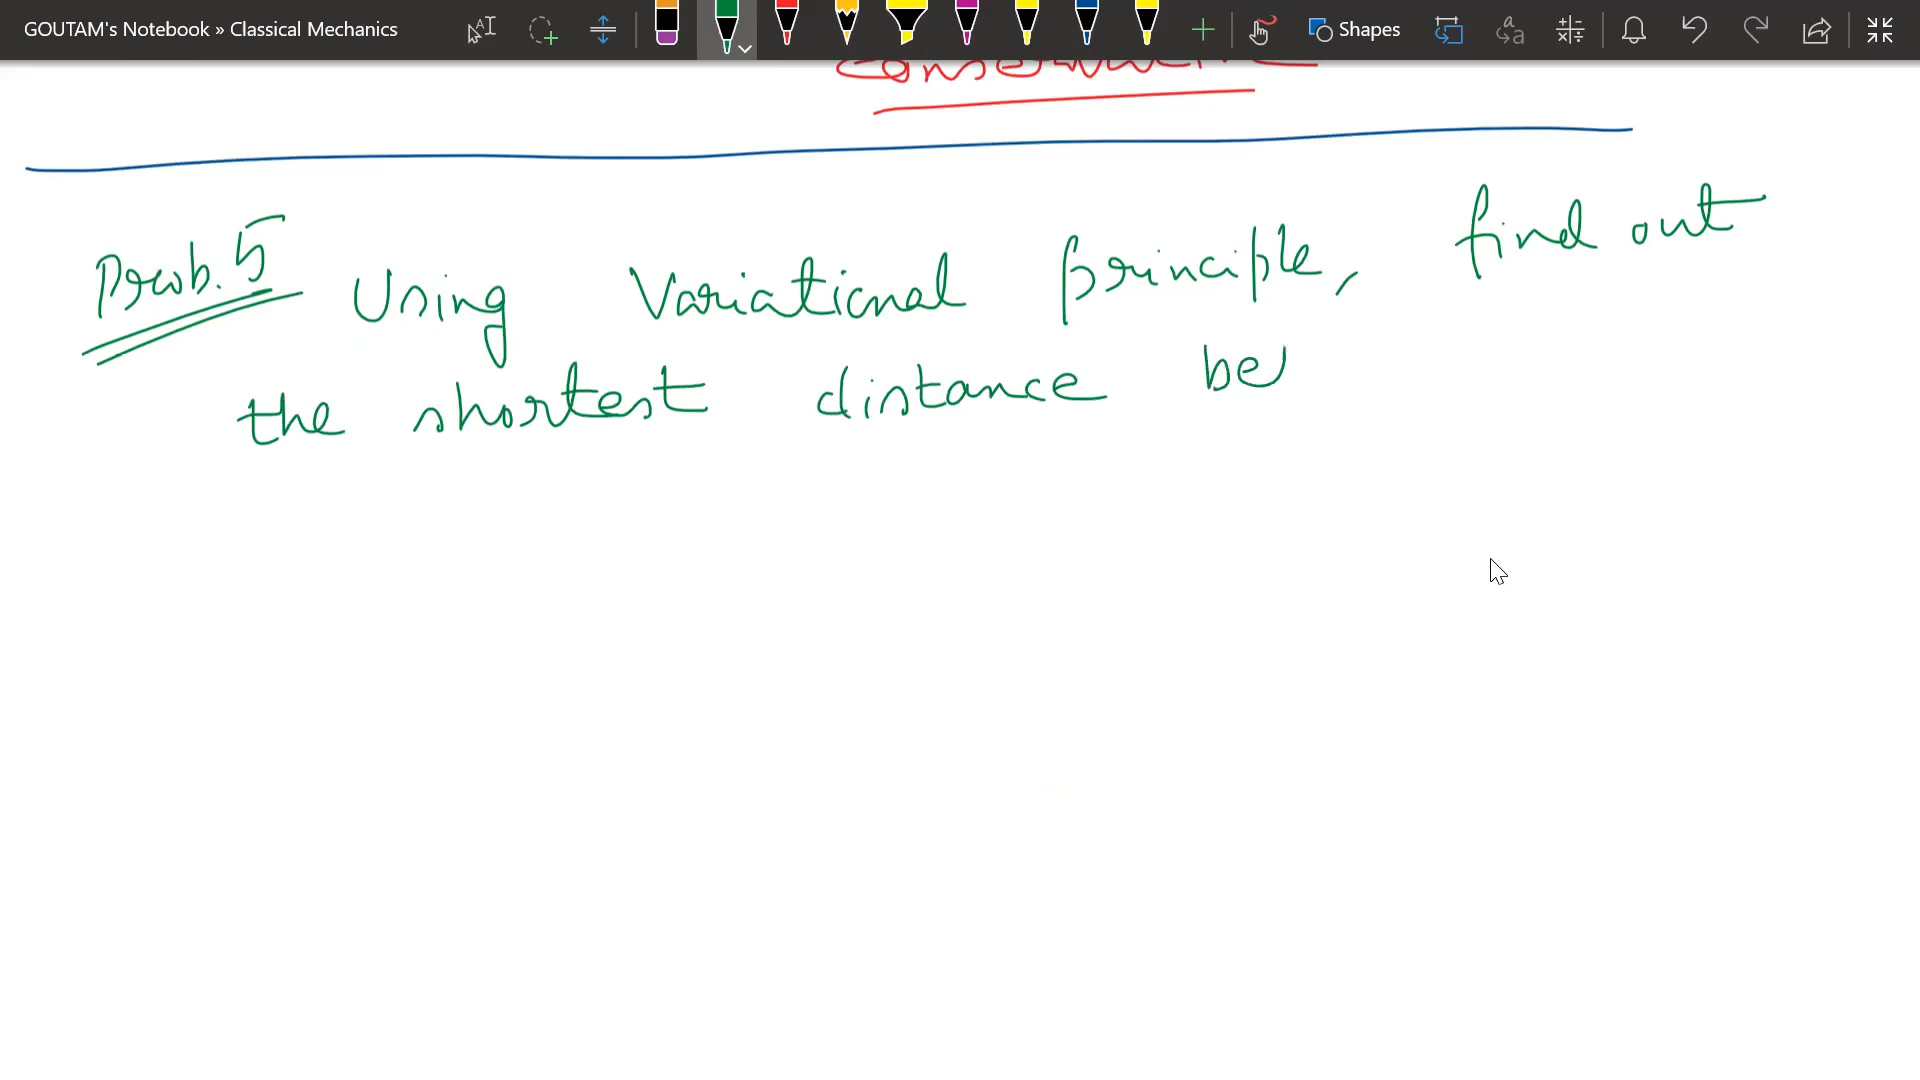 GOUTAM's Notebook » Classical Mechanics
Shapes
Prob. 5 Using Variational principle, find out
the shortest distance be